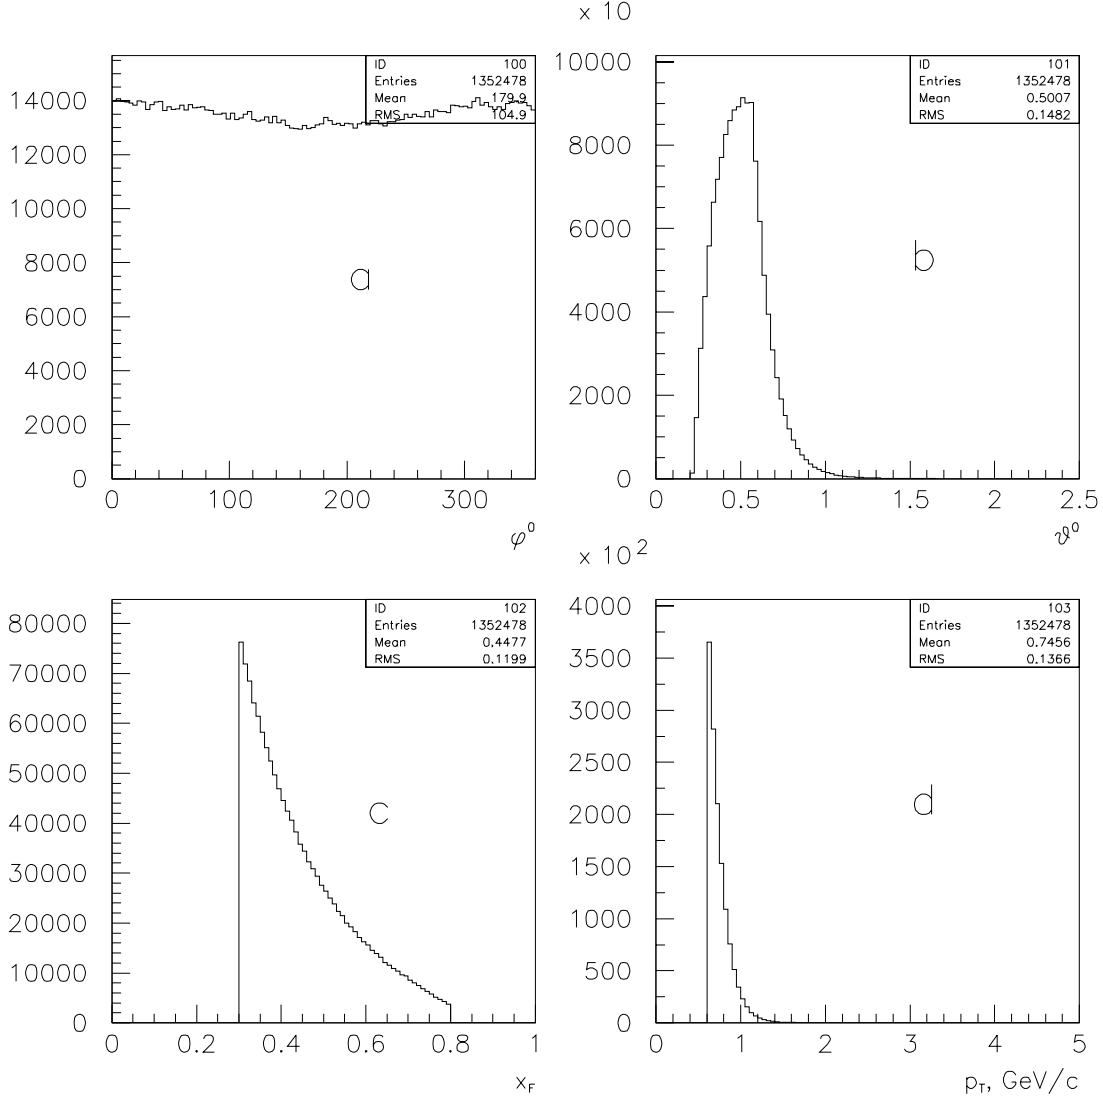 x 10
ID 100
Entries 1352478
Mean 179.9
RMS 104.9
14000
12000
10000
8000
6000
4000
2000
0
a
0 100 200 300
φ⁰
ID 101
Entries 1352478
Mean 0.5007
RMS 0.1482
10000
8000
6000
4000
2000
0
b
0 0.5 1 1.5 2 2.5
ϑ⁰
ID 102
Entries 1352478
Mean 0.4477
RMS 0.1199
80000
70000
60000
50000
40000
30000
20000
10000
0
c
0 0.2 0.4 0.6 0.8 1
x_F
x 10²
ID 103
Entries 1352478
Mean 0.7456
RMS 0.1366
4000
3500
3000
2500
2000
1500
1000
500
0
d
0 1 2 3 4 5
p_T, GeV/c